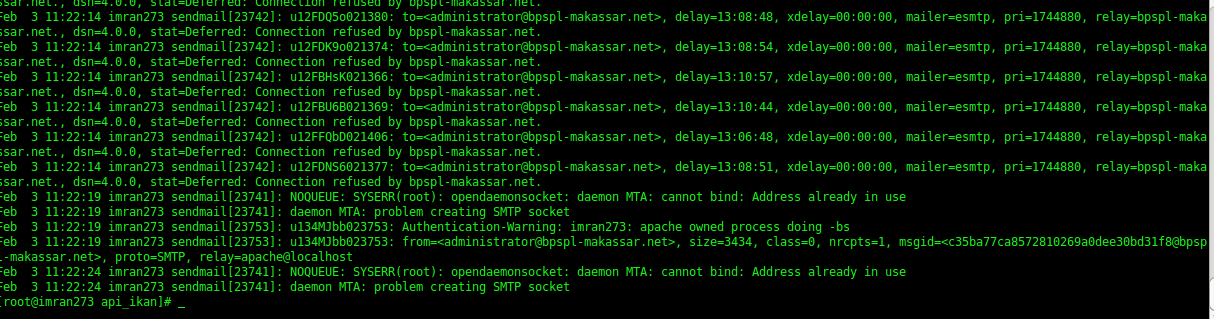 ssar.net., dsn=4.0.0, stat=Deferred: Connection refused by bpspl-makassar.net.
Feb  3 11:22:14 imran273 sendmail[23742]: u12FDQ5o021380: to=<administrator@bpspl-makassar.net>, delay=13:08:48, xdelay=00:00:00, mailer=esmtp, pri=1744880, relay=bpspl-maka
ssar.net., dsn=4.0.0, stat=Deferred: Connection refused by bpspl-makassar.net.
Feb  3 11:22:14 imran273 sendmail[23742]: u12FDK9o021374: to=<administrator@bpspl-makassar.net>, delay=13:08:54, xdelay=00:00:00, mailer=esmtp, pri=1744880, relay=bpspl-maka
ssar.net., dsn=4.0.0, stat=Deferred: Connection refused by bpspl-makassar.net.
Feb  3 11:22:14 imran273 sendmail[23742]: u12FBHsK021366: to=<administrator@bpspl-makassar.net>, delay=13:10:57, xdelay=00:00:00, mailer=esmtp, pri=1744880, relay=bpspl-maka
ssar.net., dsn=4.0.0, stat=Deferred: Connection refused by bpspl-makassar.net.
Feb  3 11:22:14 imran273 sendmail[23742]: u12FBU6B021369: to=<administrator@bpspl-makassar.net>, delay=13:10:44, xdelay=00:00:00, mailer=esmtp, pri=1744880, relay=bpspl-maka
ssar.net., dsn=4.0.0, stat=Deferred: Connection refused by bpspl-makassar.net.
Feb  3 11:22:14 imran273 sendmail[23742]: u12FFQbD021406: to=<administrator@bpspl-makassar.net>, delay=13:06:48, xdelay=00:00:00, mailer=esmtp, pri=1744880, relay=bpspl-maka
ssar.net., dsn=4.0.0, stat=Deferred: Connection refused by bpspl-makassar.net.
Feb  3 11:22:14 imran273 sendmail[23742]: u12FDNS6021377: to=<administrator@bpspl-makassar.net>, delay=13:08:51, xdelay=00:00:00, mailer=esmtp, pri=1744880, relay=bpspl-maka
ssar.net., dsn=4.0.0, stat=Deferred: Connection refused by bpspl-makassar.net.
Feb  3 11:22:19 imran273 sendmail[23741]: NOQUEUE: SYSERR(root): opendaemonsocket: daemon MTA: cannot bind: Address already in use
Feb  3 11:22:19 imran273 sendmail[23741]: daemon MTA: problem creating SMTP socket
Feb  3 11:22:19 imran273 sendmail[23753]: u134MJbb023753: Authentication-Warning: imran273: apache owned process doing -bs
Feb  3 11:22:19 imran273 sendmail[23753]: u134MJbb023753: from=<administrator@bpspl-makassar.net>, size=3434, class=0, nrcpts=1, msgid=<c35ba77ca8572810269a0dee30bd31f8@bpsp
l-makassar.net>, proto=SMTP, relay=apache@localhost
Feb  3 11:22:24 imran273 sendmail[23741]: NOQUEUE: SYSERR(root): opendaemonsocket: daemon MTA: cannot bind: Address already in use
Feb  3 11:22:24 imran273 sendmail[23741]: daemon MTA: problem creating SMTP socket
[root@imran273 api_ikan]# _